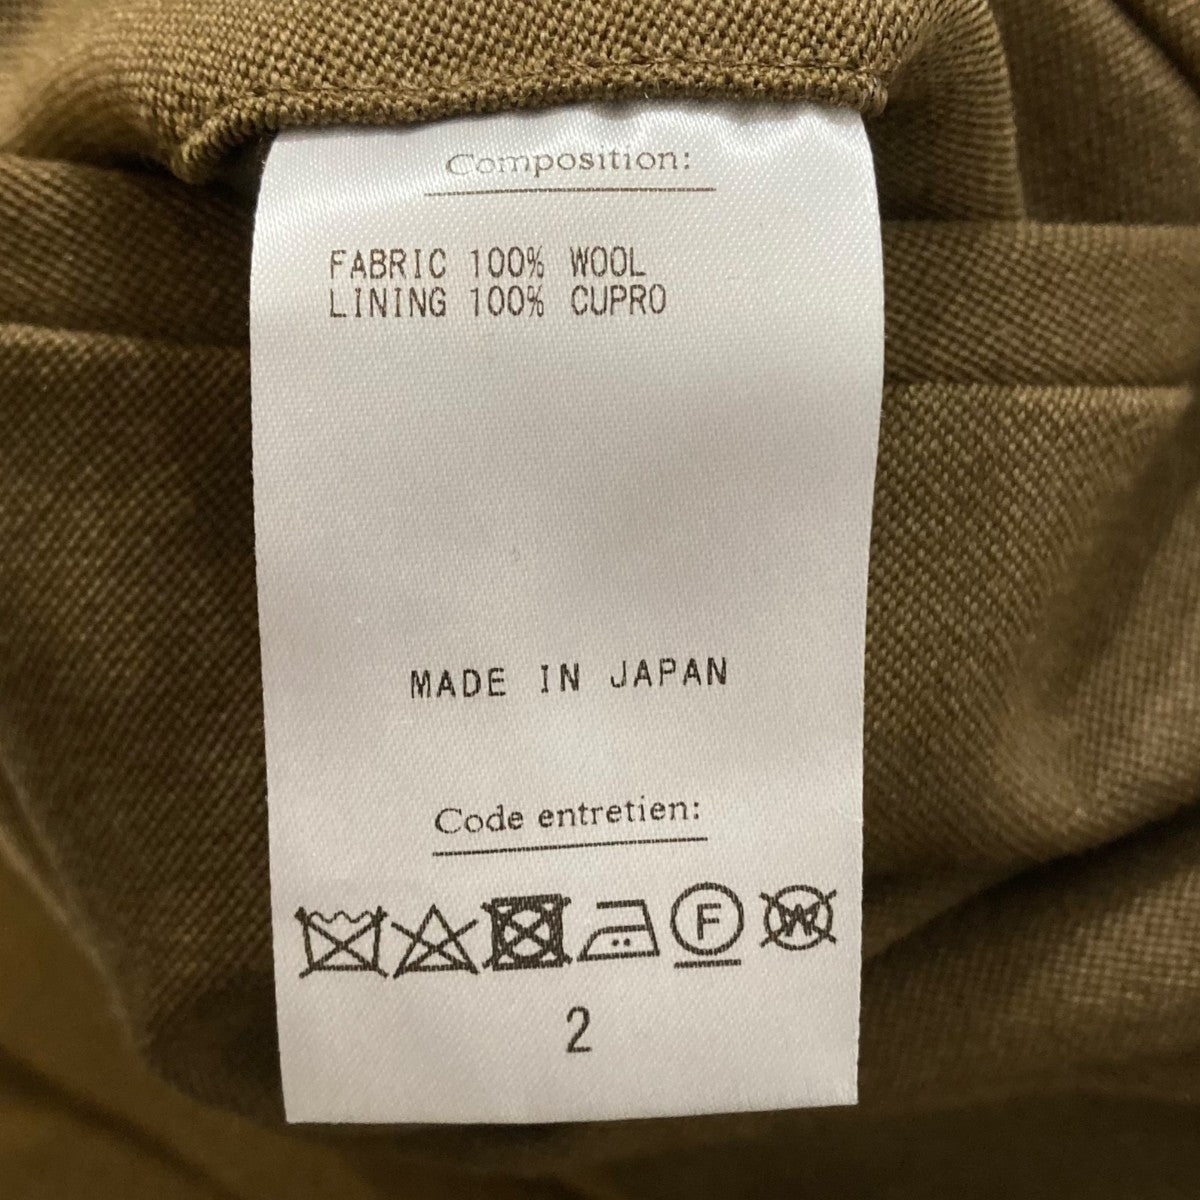 Composition:
FABRIC 100% WOOL
LINING 100% CUPRO
MADE IN JAPAN
Code entretien:
F W
2